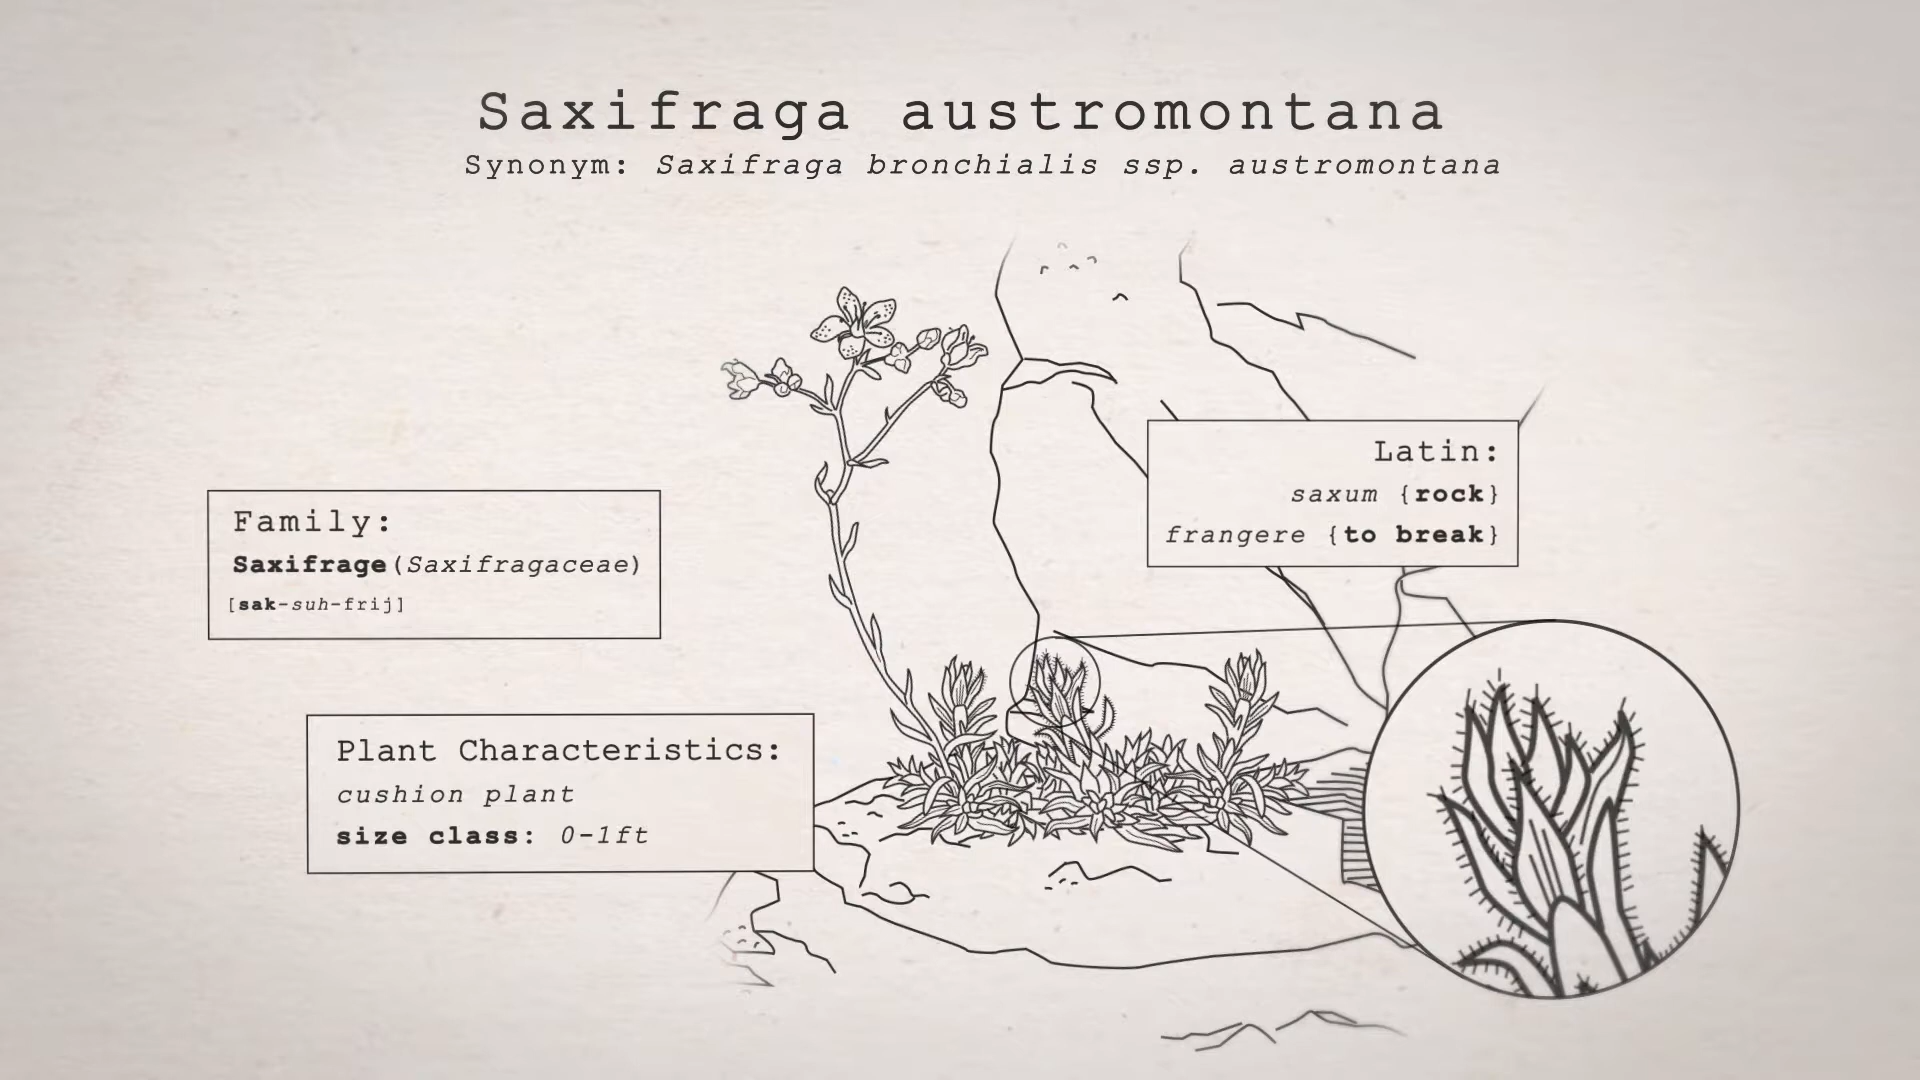 Saxifraga austromontana
Synonym: Saxifraga bronchialis ssp. austromontana
Latin:
saxum {rock}
frangere {to break}
Family:
Saxifrage(Saxifragaceae)
[sak-suh-frij]
Plant Characteristics:
cushion plant
size class: 0-1ft